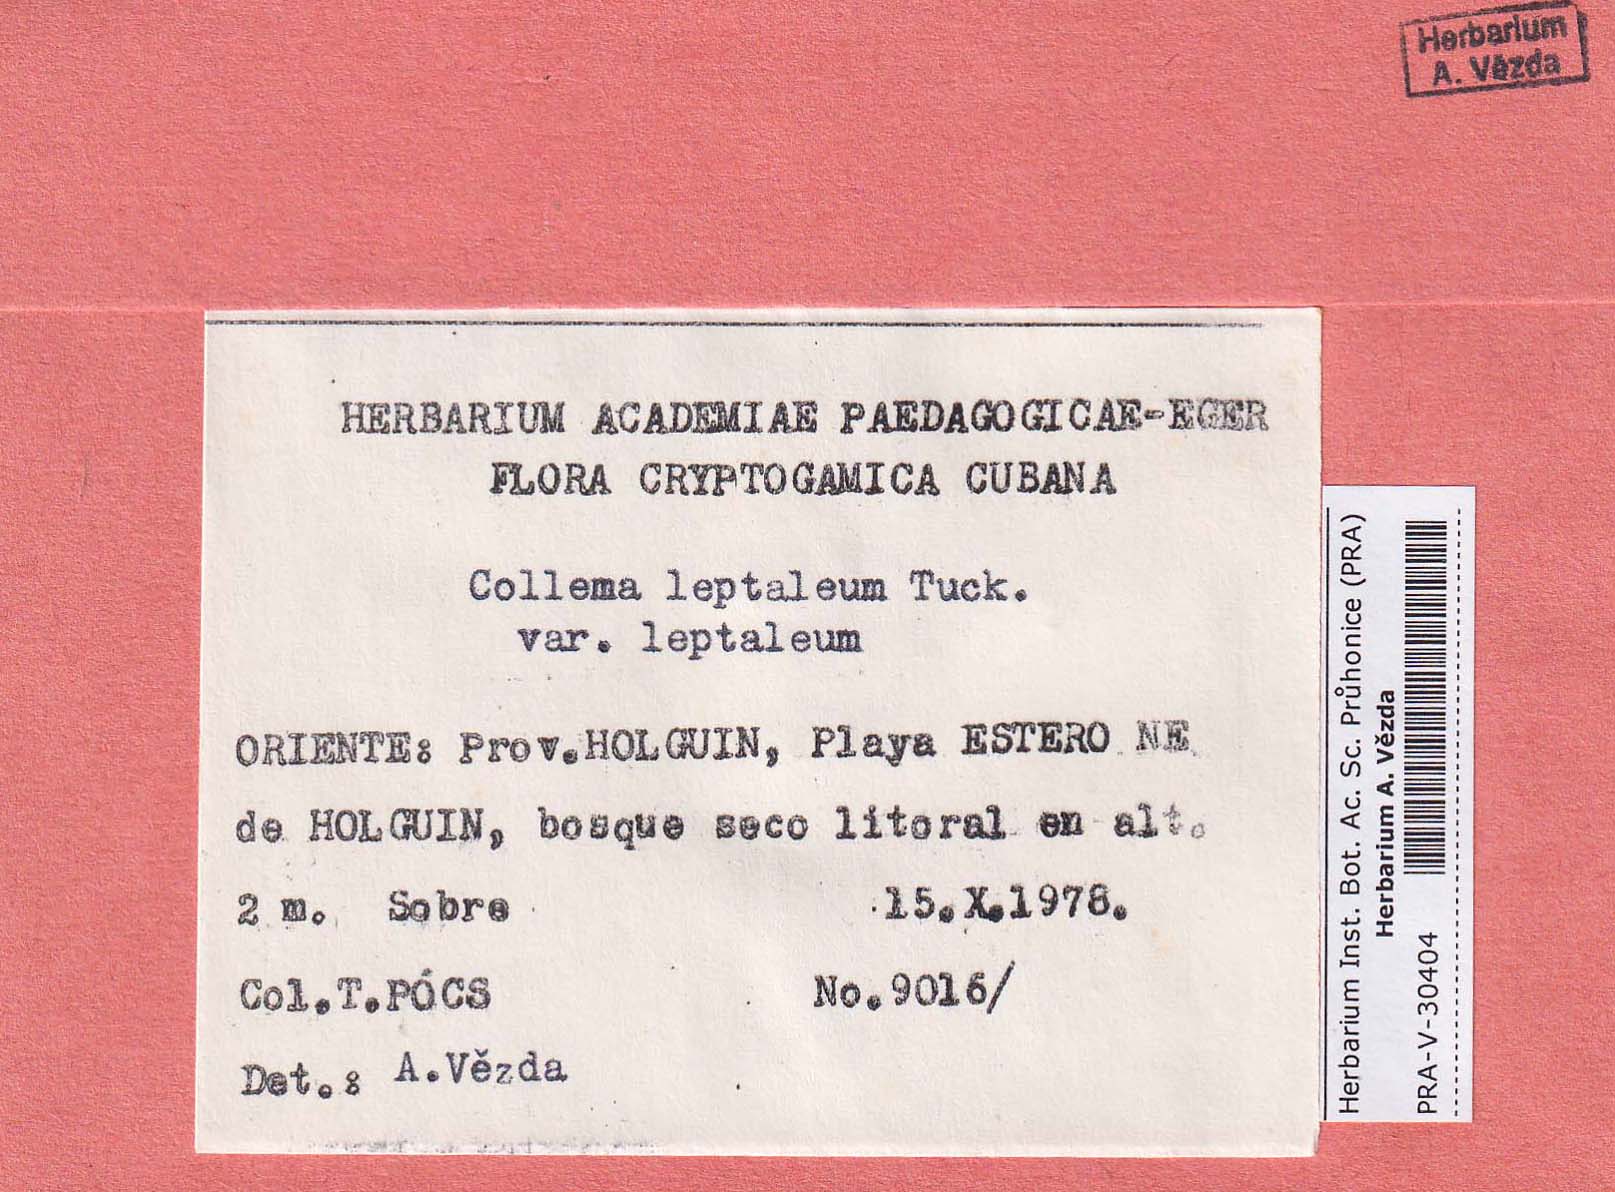 Herbarium
A. Vězda
HERBARIUM ACADEMIAE PAEDAGOGICAE-EGER
FLORA CRYPTOGAMICA CUBANA
Collema leptaleum Tuck.
var. leptaleum
ORIENTE: Prov.HOLGUIN, Playa ESTERO NE
de HOLGUIN, bosque seco litoral en alt.
2 m. Sobre 15.X.1978.
Col.T.PÓCS No.9016/
Det.: A.Vězda
Herbarium Inst. Bot. Ac. Sc. Průhonice (PRA)
Herbarium A. Vězda
PRA-V-30404